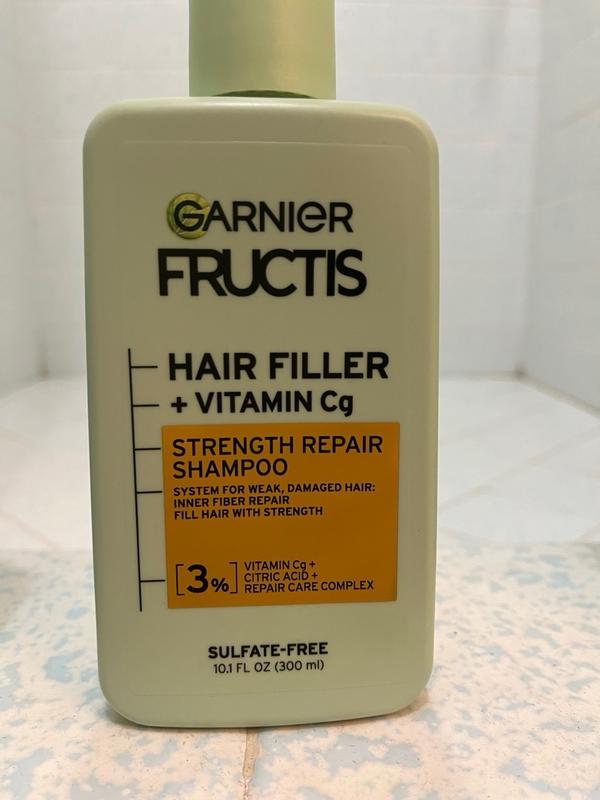 GARNIER
FRUCTIS
HAIR FILLER
+ VITAMIN Cg
STRENGTH REPAIR
SHAMPOO
SYSTEM FOR WEAK, DAMAGED HAIR:
INNER FIBER REPAIR
FILL HAIR WITH STRENGTH
[3%] VITAMIN Cg +
CITRIC ACID +
REPAIR CARE COMPLEX
SULFATE-FREE
10.1 FL OZ (300 ml)